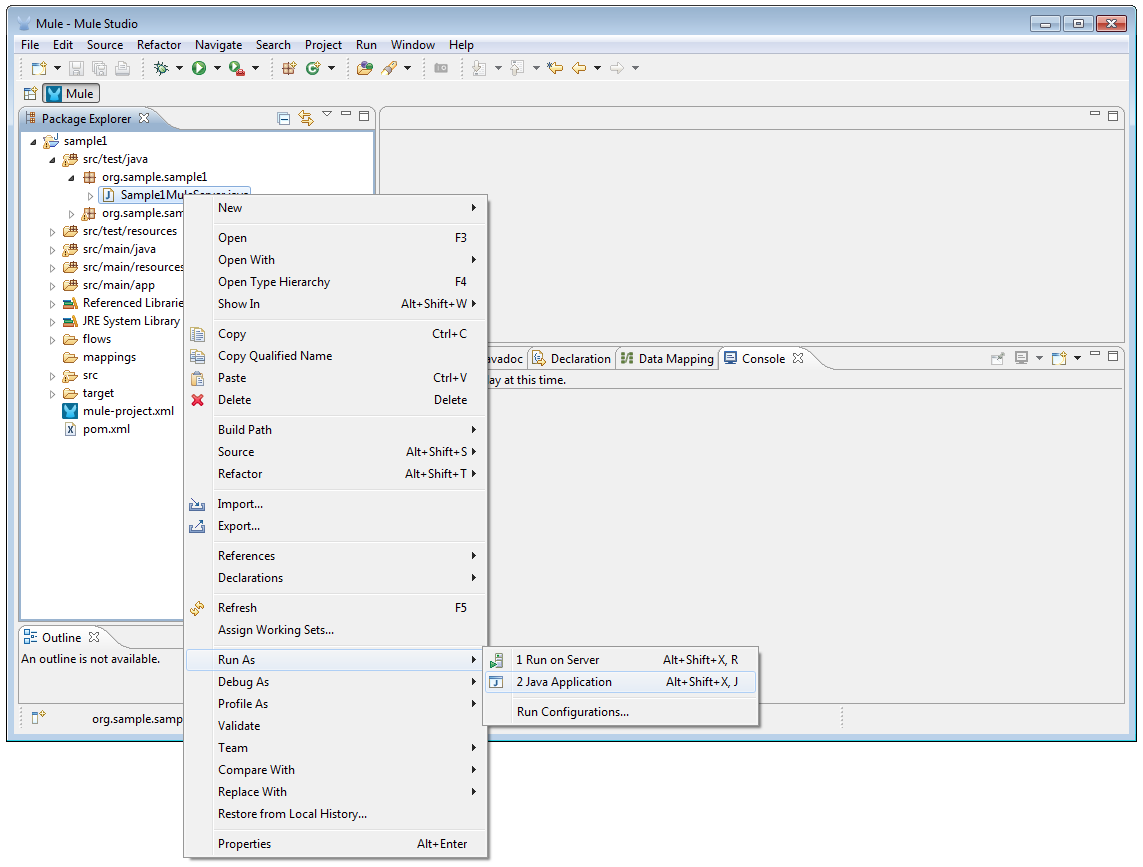 Mule - Mule Studio
File Edit Source Refactor Navigate Search Project Run Window Help
Mule
Package Explorer
sample1
src/test/java
org.sample.sample1
Sample1MuleServer.java
org.sample.sam
src/test/resources
src/main/java
src/main/resources
src/main/app
Referenced Librarie
JRE System Library
flows
mappings
src
target
mule-project.xml
pom.xml
New
Open F3
Open With
Open Type Hierarchy F4
Show In Alt+Shift+W
Copy Ctrl+C
Copy Qualified Name
Paste Ctrl+V
Delete Delete
Build Path
Source Alt+Shift+S
Refactor Alt+Shift+T
Import...
Export...
References
Declarations
Refresh F5
Assign Working Sets...
Run As
Debug As
Profile As
Validate
Team
Compare With
Replace With
Restore from Local History...
Properties Alt+Enter
1 Run on Server Alt+Shift+X, R
2 Java Application Alt+Shift+X, J
Run Configurations...
avadoc Declaration Data Mapping Console
ay at this time.
Outline
An outline is not available.
org.sample.samp